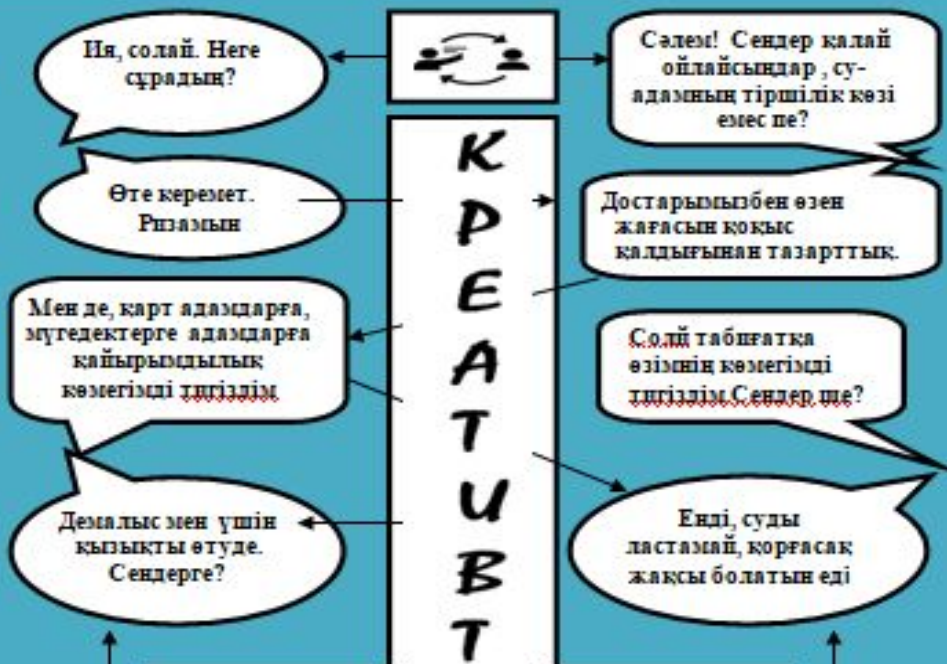 Ия, солай. Неге
сұрадың?
Сәлем! Сендер қалай
ойлайсыңдар , су-
адамның тіршілік көзі
емес пе?
Өте керемет.
Ризамын
Достарымызбен өзен
жағасын қоқыс
қалдығынан тазарттық.
Мен де, қарт адамдарға,
мүгедектерге адамдарға
қайырымдылық
көмегімді тигіздім
Солй табиғатқа
өзімнің көмегімді
тигіздім.Сендер ше?
Демалыс мен үшін
қызықты өтуде.
Сендерге?
Енді, суды
ластамай, қорғасақ
жақсы болатын еді
К
Р
Е
А
Т
И
В
Т